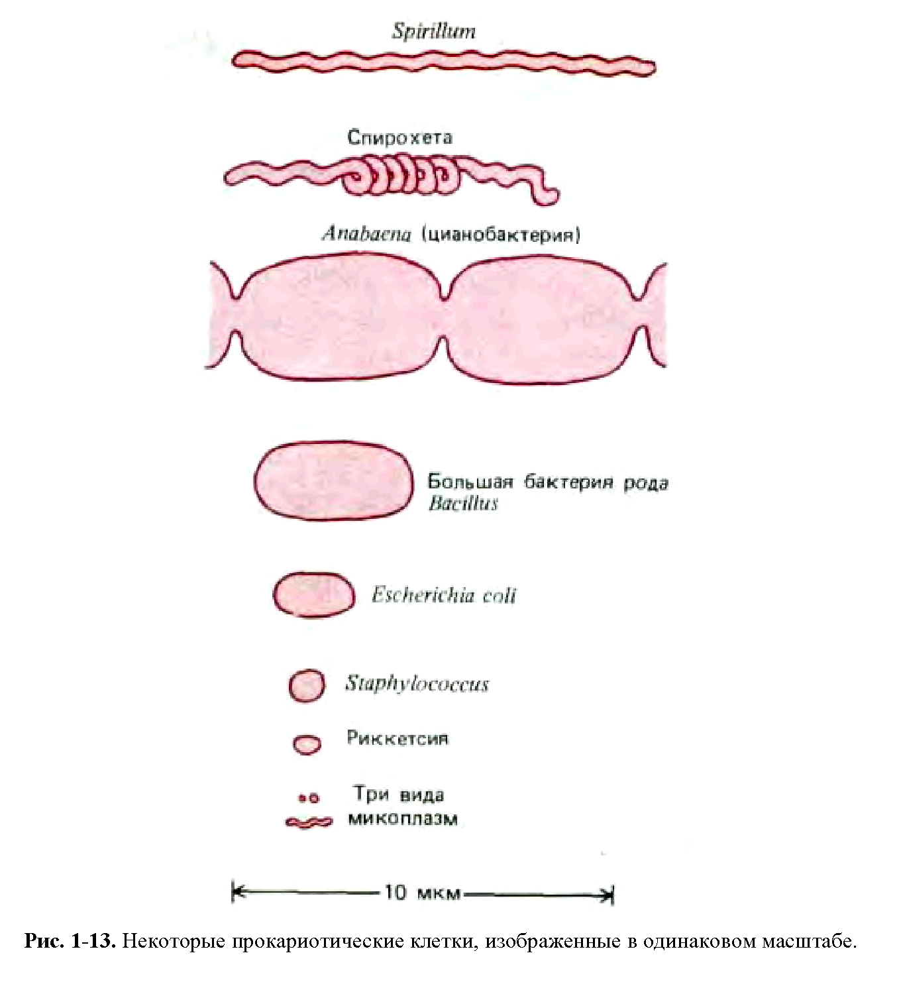 Spirillum
Спирохета
Anabaena (цианобактерия)
Большая бактерия рода
Bacillus
Escherichia coli
Staphylococcus
Риккетсия
Три вида
микоплазм
10 мкм
Рис. 1-13. Некоторые прокариотические клетки, изображенные в одинаковом масштабе.